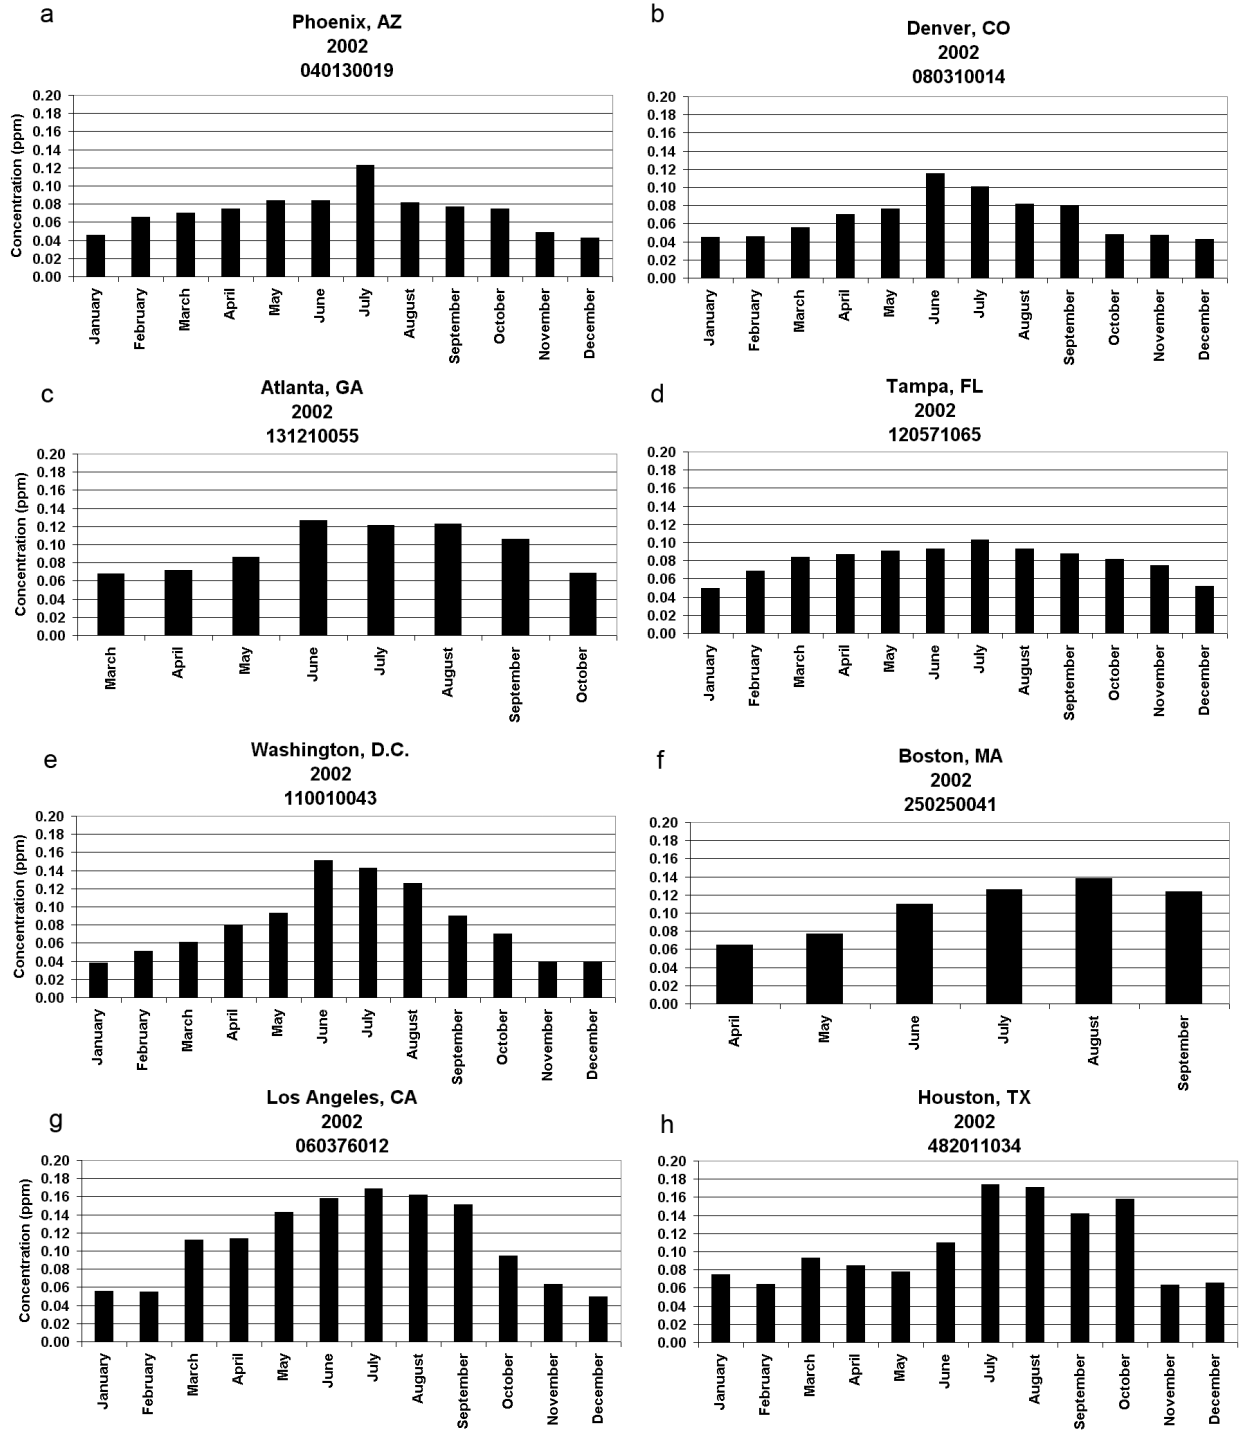 a
Phoenix, AZ
2002
040130019
Concentration (ppm)
0.20
0.18
0.16
0.14
0.12
0.10
0.08
0.06
0.04
0.02
0.00
January
February
March
April
May
June
July
August
September
October
November
December
b
Denver, CO
2002
080310014
0.20
0.18
0.16
0.14
0.12
0.10
0.08
0.06
0.04
0.02
0.00
January
February
March
April
May
June
July
August
September
October
November
December
c
Atlanta, GA
2002
131210055
Concentration (ppm)
0.20
0.18
0.16
0.14
0.12
0.10
0.08
0.06
0.04
0.02
0.00
March
April
May
June
July
August
September
October
d
Tampa, FL
2002
120571065
0.20
0.18
0.16
0.14
0.12
0.10
0.08
0.06
0.04
0.02
0.00
January
February
March
April
May
June
July
August
September
October
November
December
e
Washington, D.C.
2002
110010043
Concentration (ppm)
0.20
0.18
0.16
0.14
0.12
0.10
0.08
0.06
0.04
0.02
0.00
January
February
March
April
May
June
July
August
September
October
November
December
f
Boston, MA
2002
250250041
0.20
0.18
0.16
0.14
0.12
0.10
0.08
0.06
0.04
0.02
0.00
April
May
June
July
August
September
g
Los Angeles, CA
2002
060376012
Concentration (ppm)
0.20
0.18
0.16
0.14
0.12
0.10
0.08
0.06
0.04
0.02
0.00
January
February
March
April
May
June
July
August
September
October
November
December
h
Houston, TX
2002
482011034
0.20
0.18
0.16
0.14
0.12
0.10
0.08
0.06
0.04
0.02
0.00
January
February
March
April
May
June
July
August
September
October
November
December